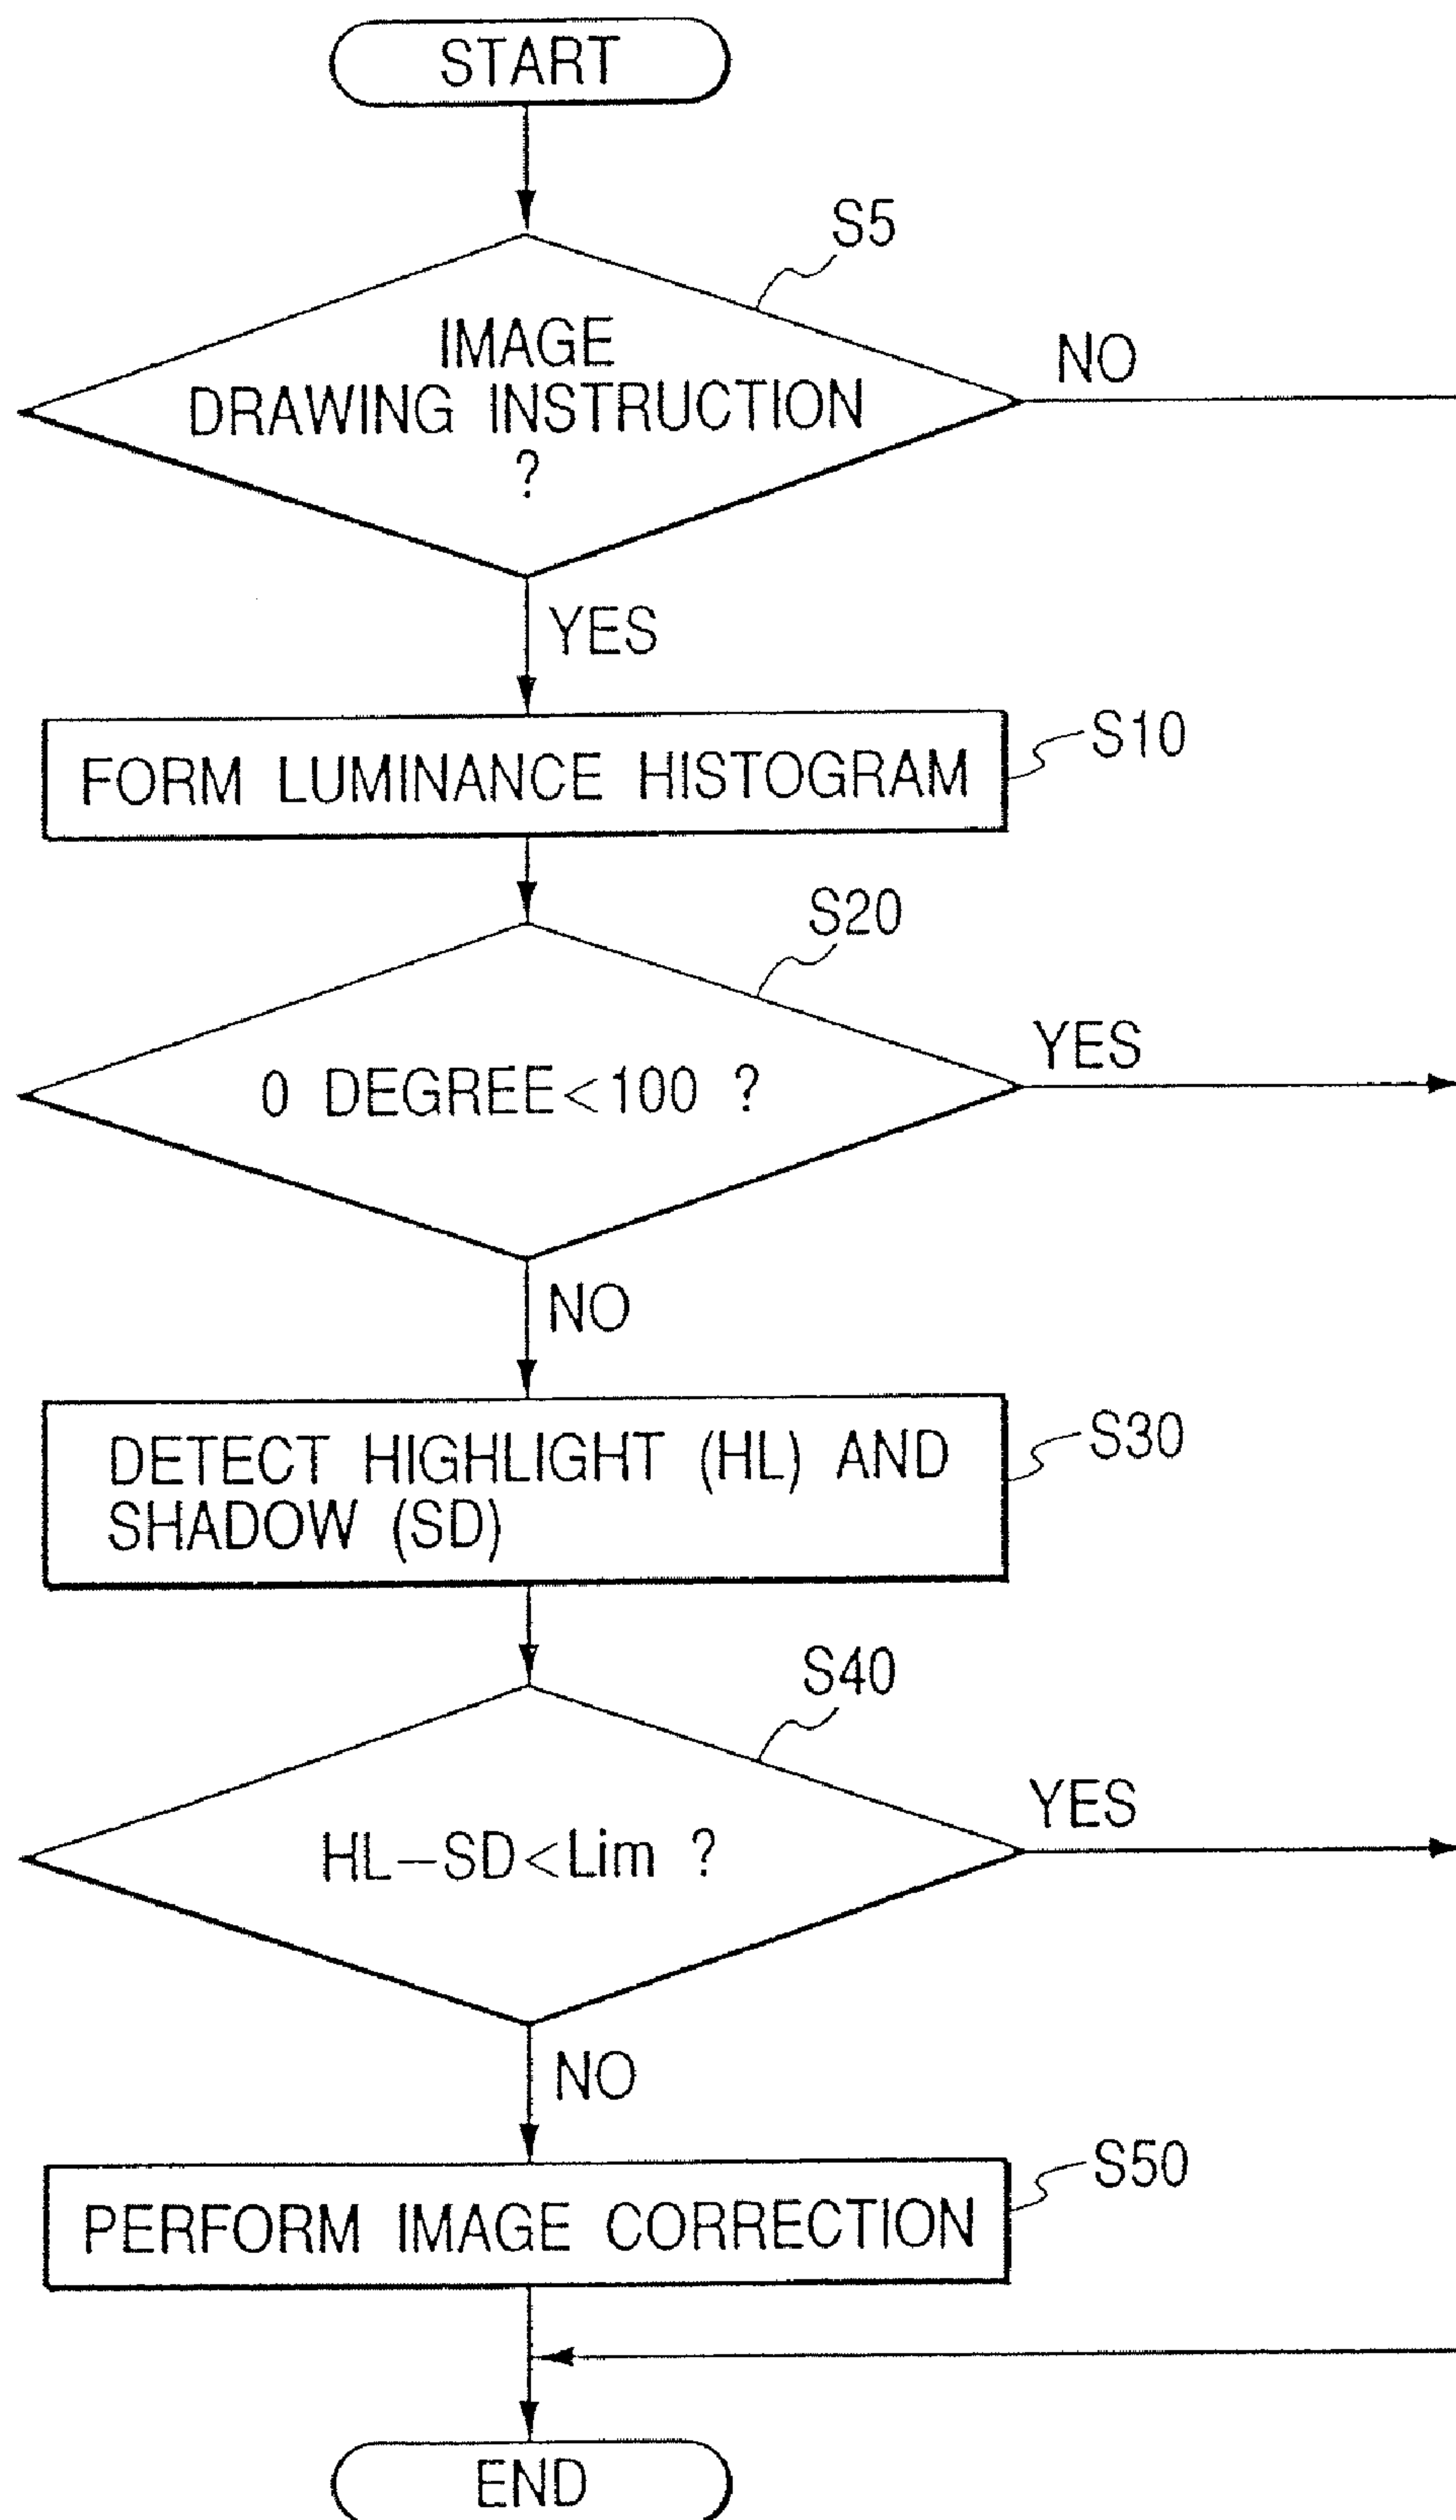 START
S5
IMAGE
DRAWING INSTRUCTION
?
NO
YES
FORM LUMINANCE HISTOGRAM
S10
S20
0 DEGREE<100 ?
YES
NO
DETECT HIGHLIGHT (HL) AND
SHADOW (SD)
S30
S40
HL–SD<Lim ?
YES
NO
PERFORM IMAGE CORRECTION
S50
END